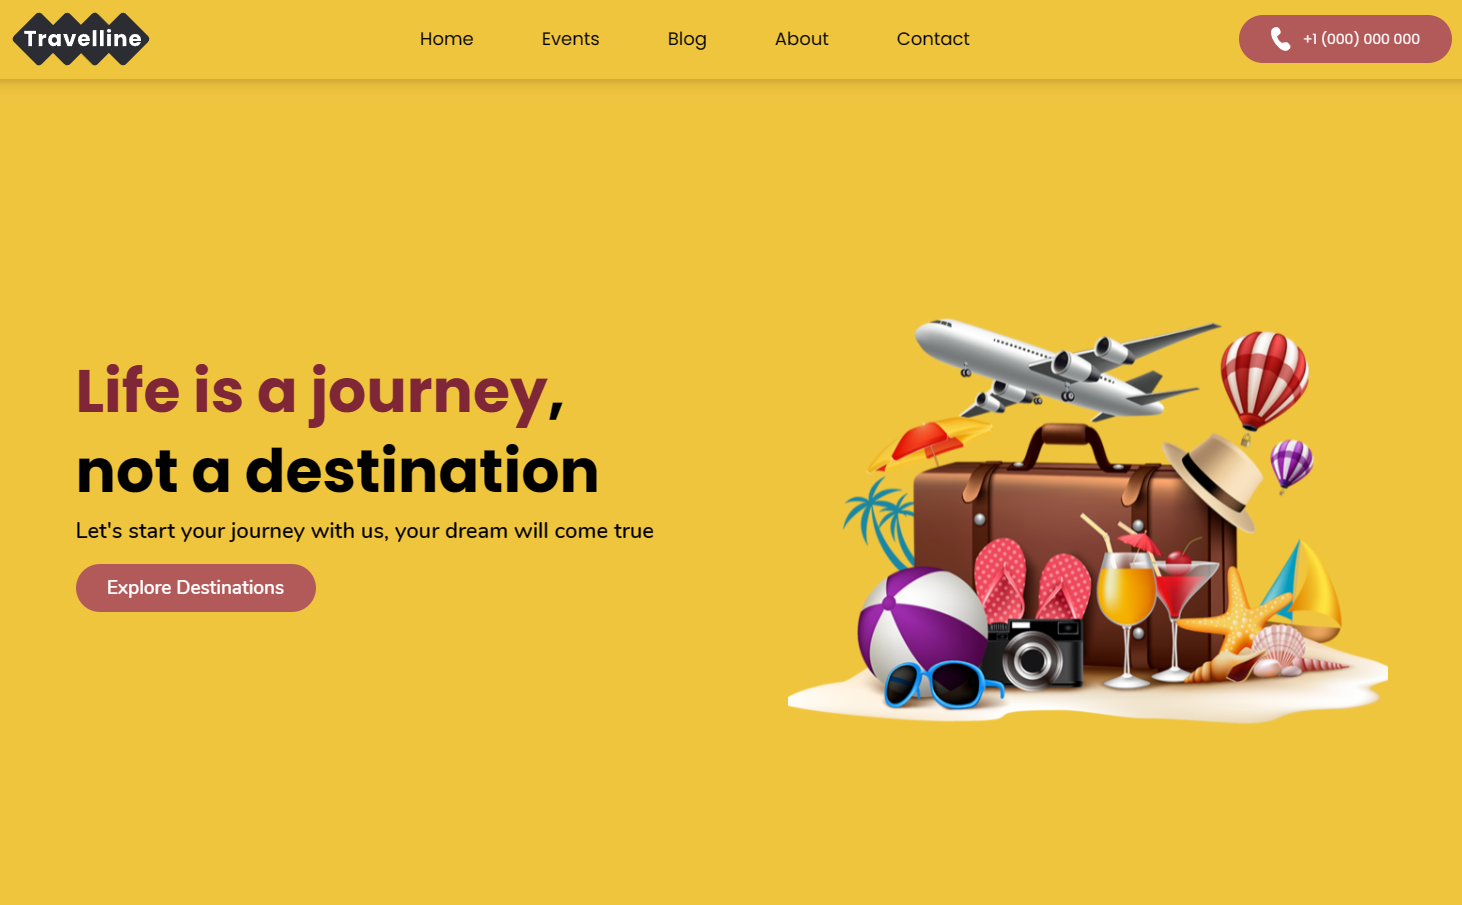 Travelline
Home
Events
Blog
About
Contact
+1 (000) 000 000
Life is a journey,
not a destination
Let's start your journey with us, your dream will come true
Explore Destinations